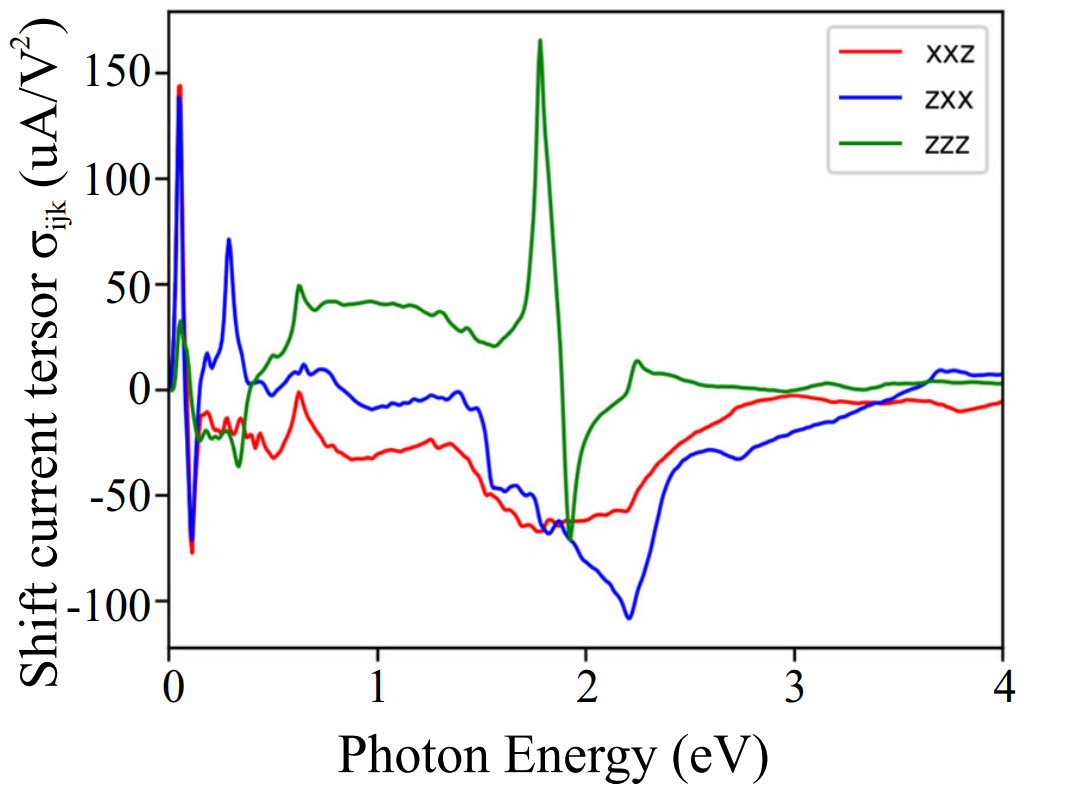 Shift current tersor σijk (uA/V²)
150
100
50
0
-50
-100
0 1 2 3 4
Photon Energy (eV)
xxz
zxx
zzz